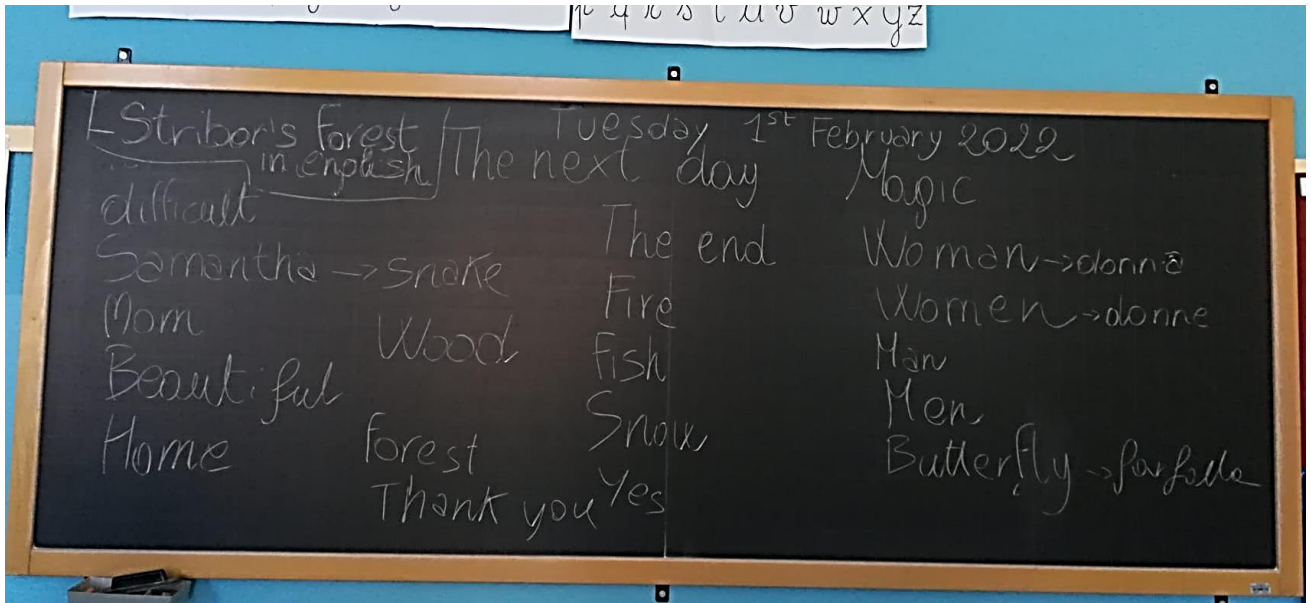 p q r s t u v w x y z
Stribor's Forest
in english
difficult
Samantha → snake
Mom
Wood
Beautiful
Home
forest
Thank you
Tuesday 1st February 2022
The next day
The end
Fire
Fish
Snow
Yes
Magic
Woman → donna
Women → donne
Man
Men
Butterfly → farfalla